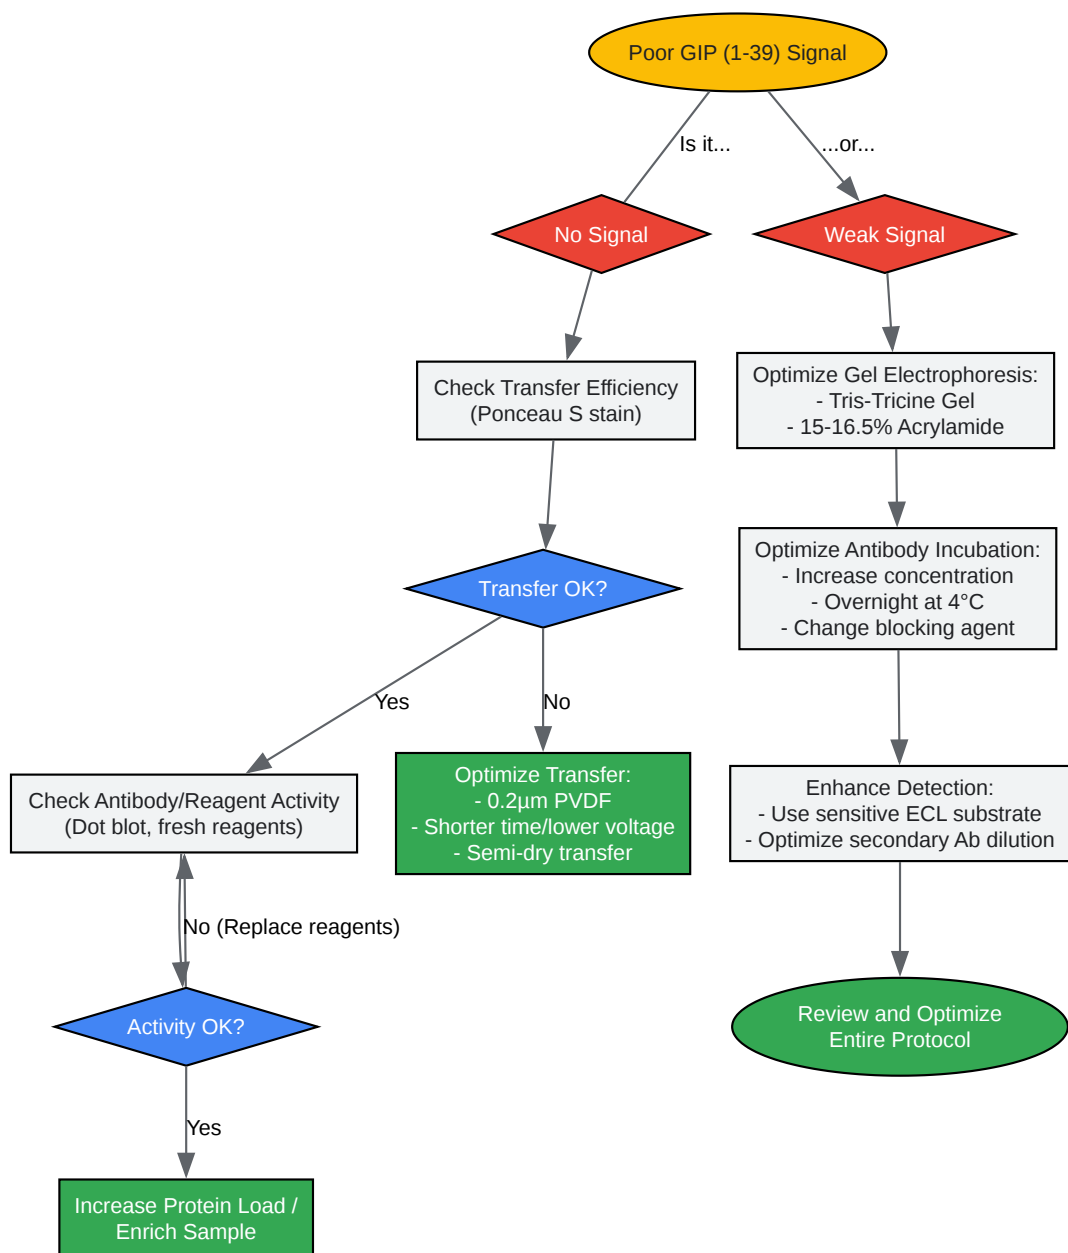 Poor GIP (1-39) Signal
Is it...
...or...
No Signal
Weak Signal
Check Transfer Efficiency
(Ponceau S stain)
Optimize Gel Electrophoresis:
- Tris-Tricine Gel
- 15-16.5% Acrylamide
Transfer OK?
Optimize Antibody Incubation:
- Increase concentration
- Overnight at 4°C
- Change blocking agent
Yes
No
Check Antibody/Reagent Activity
(Dot blot, fresh reagents)
Optimize Transfer:
- 0.2µm PVDF
- Shorter time/lower voltage
- Semi-dry transfer
Enhance Detection:
- Use sensitive ECL substrate
- Optimize secondary Ab dilution
No (Replace reagents)
Activity OK?
Review and Optimize
Entire Protocol
Yes
Increase Protein Load /
Enrich Sample